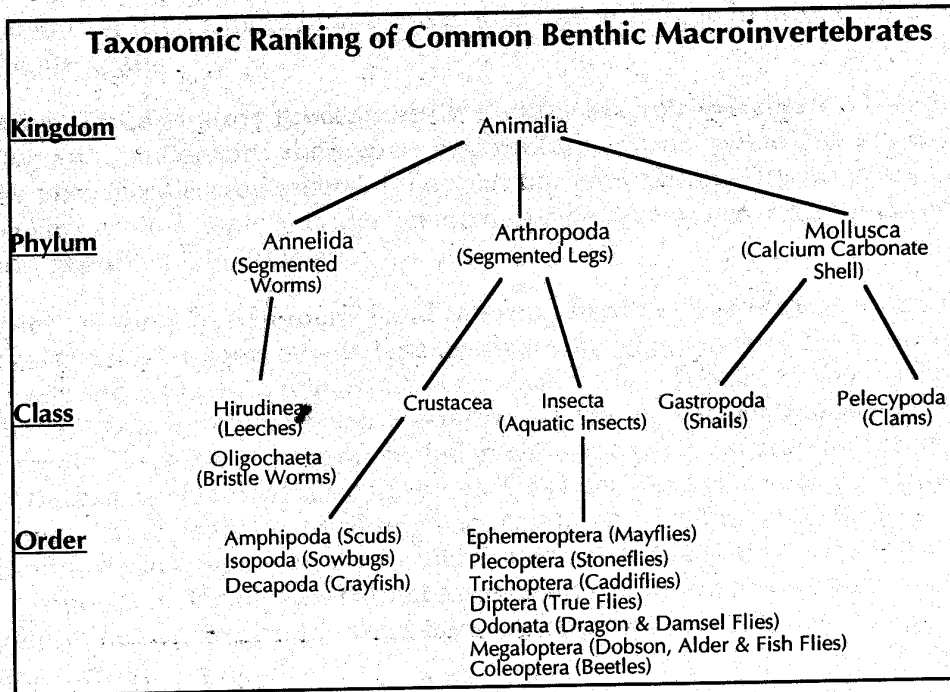 Taxonomic Ranking of Common Benthic Macroinvertebrates
Kingdom
Animalia
Phylum
Annelida
(Segmented
Worms)
Arthropoda
(Segmented Legs)
Mollusca
(Calcium Carbonate
Shell)
Class
Hirudinea
(Leeches)
Oligochaeta
(Bristle Worms)
Crustacea
Insecta
(Aquatic Insects)
Gastropoda
(Snails)
Pelecypoda
(Clams)
Order
Amphipoda (Scuds)
Isopoda (Sowbugs)
Decapoda (Crayfish)
Ephemeroptera (Mayflies)
Plecoptera (Stoneflies)
Trichoptera (Caddiflies)
Diptera (True Flies)
Odonata (Dragon & Damsel Flies)
Megaloptera (Dobson, Alder & Fish Flies)
Coleoptera (Beetles)